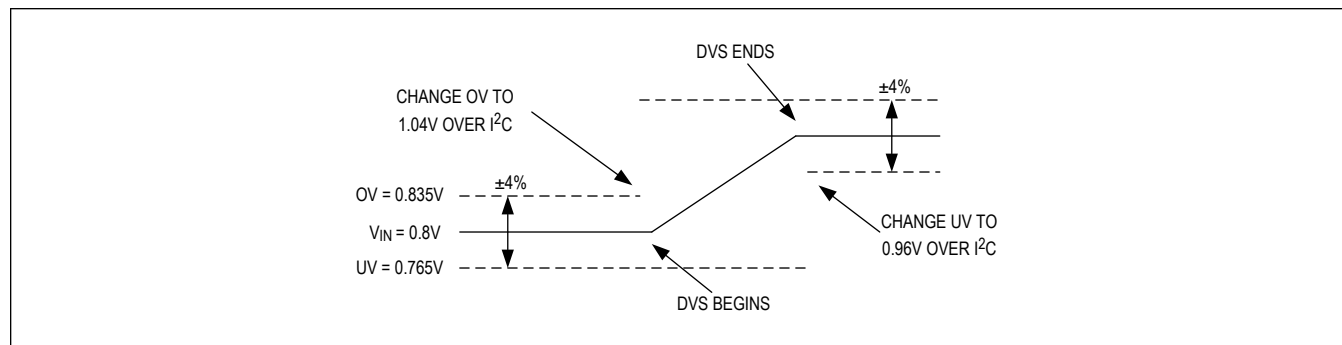 DVS ENDS
±4%
CHANGE OV TO
1.04V OVER I²C
±4%
OV = 0.835V
VIN = 0.8V
UV = 0.765V
CHANGE UV TO
0.96V OVER I²C
DVS BEGINS